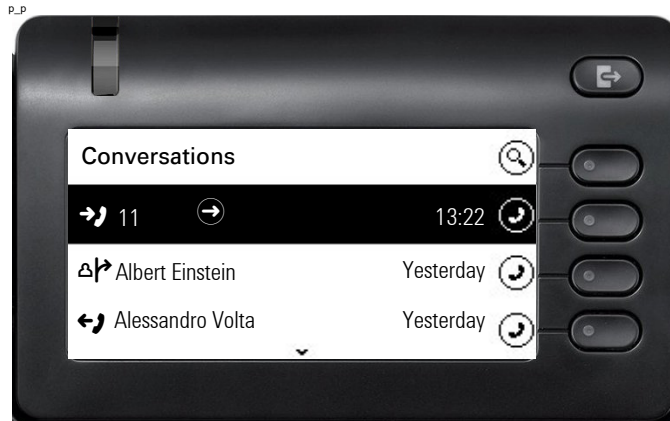 p_p
Conversations
11 13:22
Albert Einstein Yesterday
Alessandro Volta Yesterday